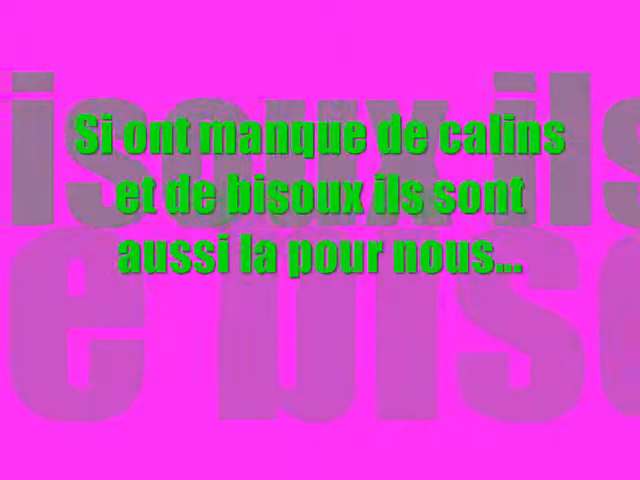 Si ont manque de calins
et de bisoux ils sont
aussi la pour nous...